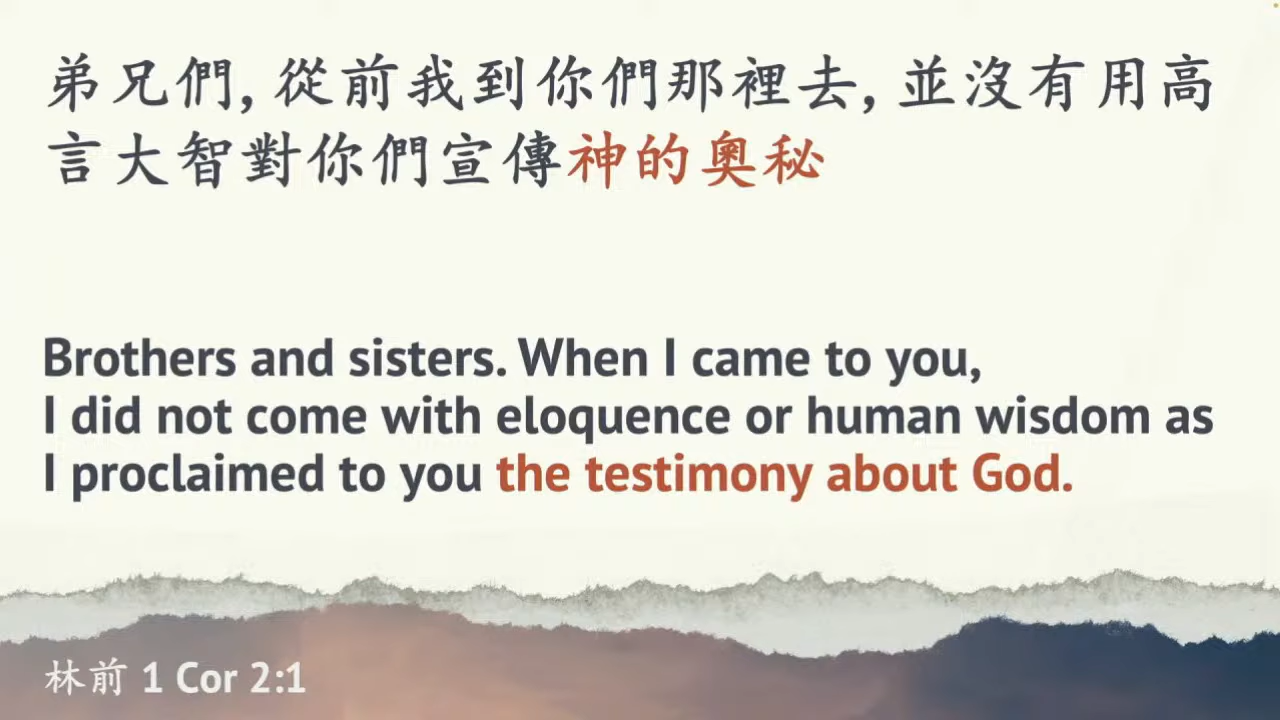 弟兄們, 從前我到你們那裡去, 並沒有用高
言大智對你們宣傳神的奧秘
Brothers and sisters. When I came to you,
I did not come with eloquence or human wisdom as
I proclaimed to you the testimony about God.
林前 1 Cor 2:1